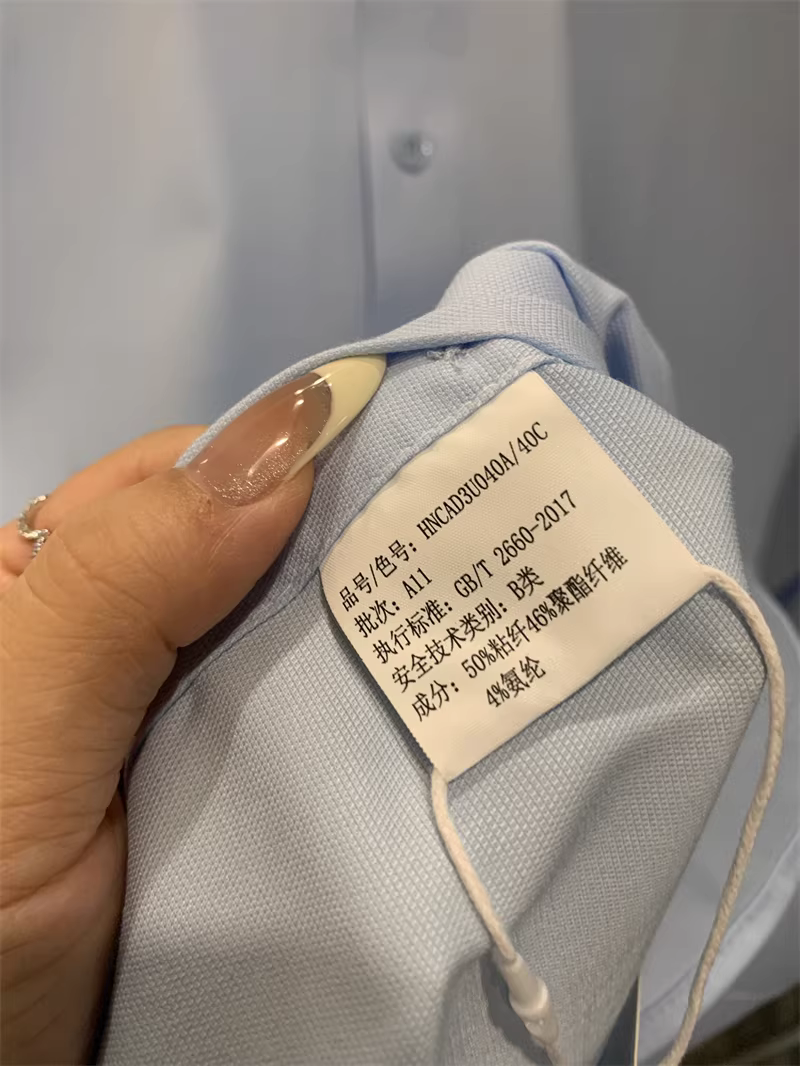 品号/色号：HNCAD3U040A/40C
批次：A11
执行标准：GB/T 2660-2017
安全技术类别：B类
成分：50%粘纤46%聚酯纤维
4%氨纶